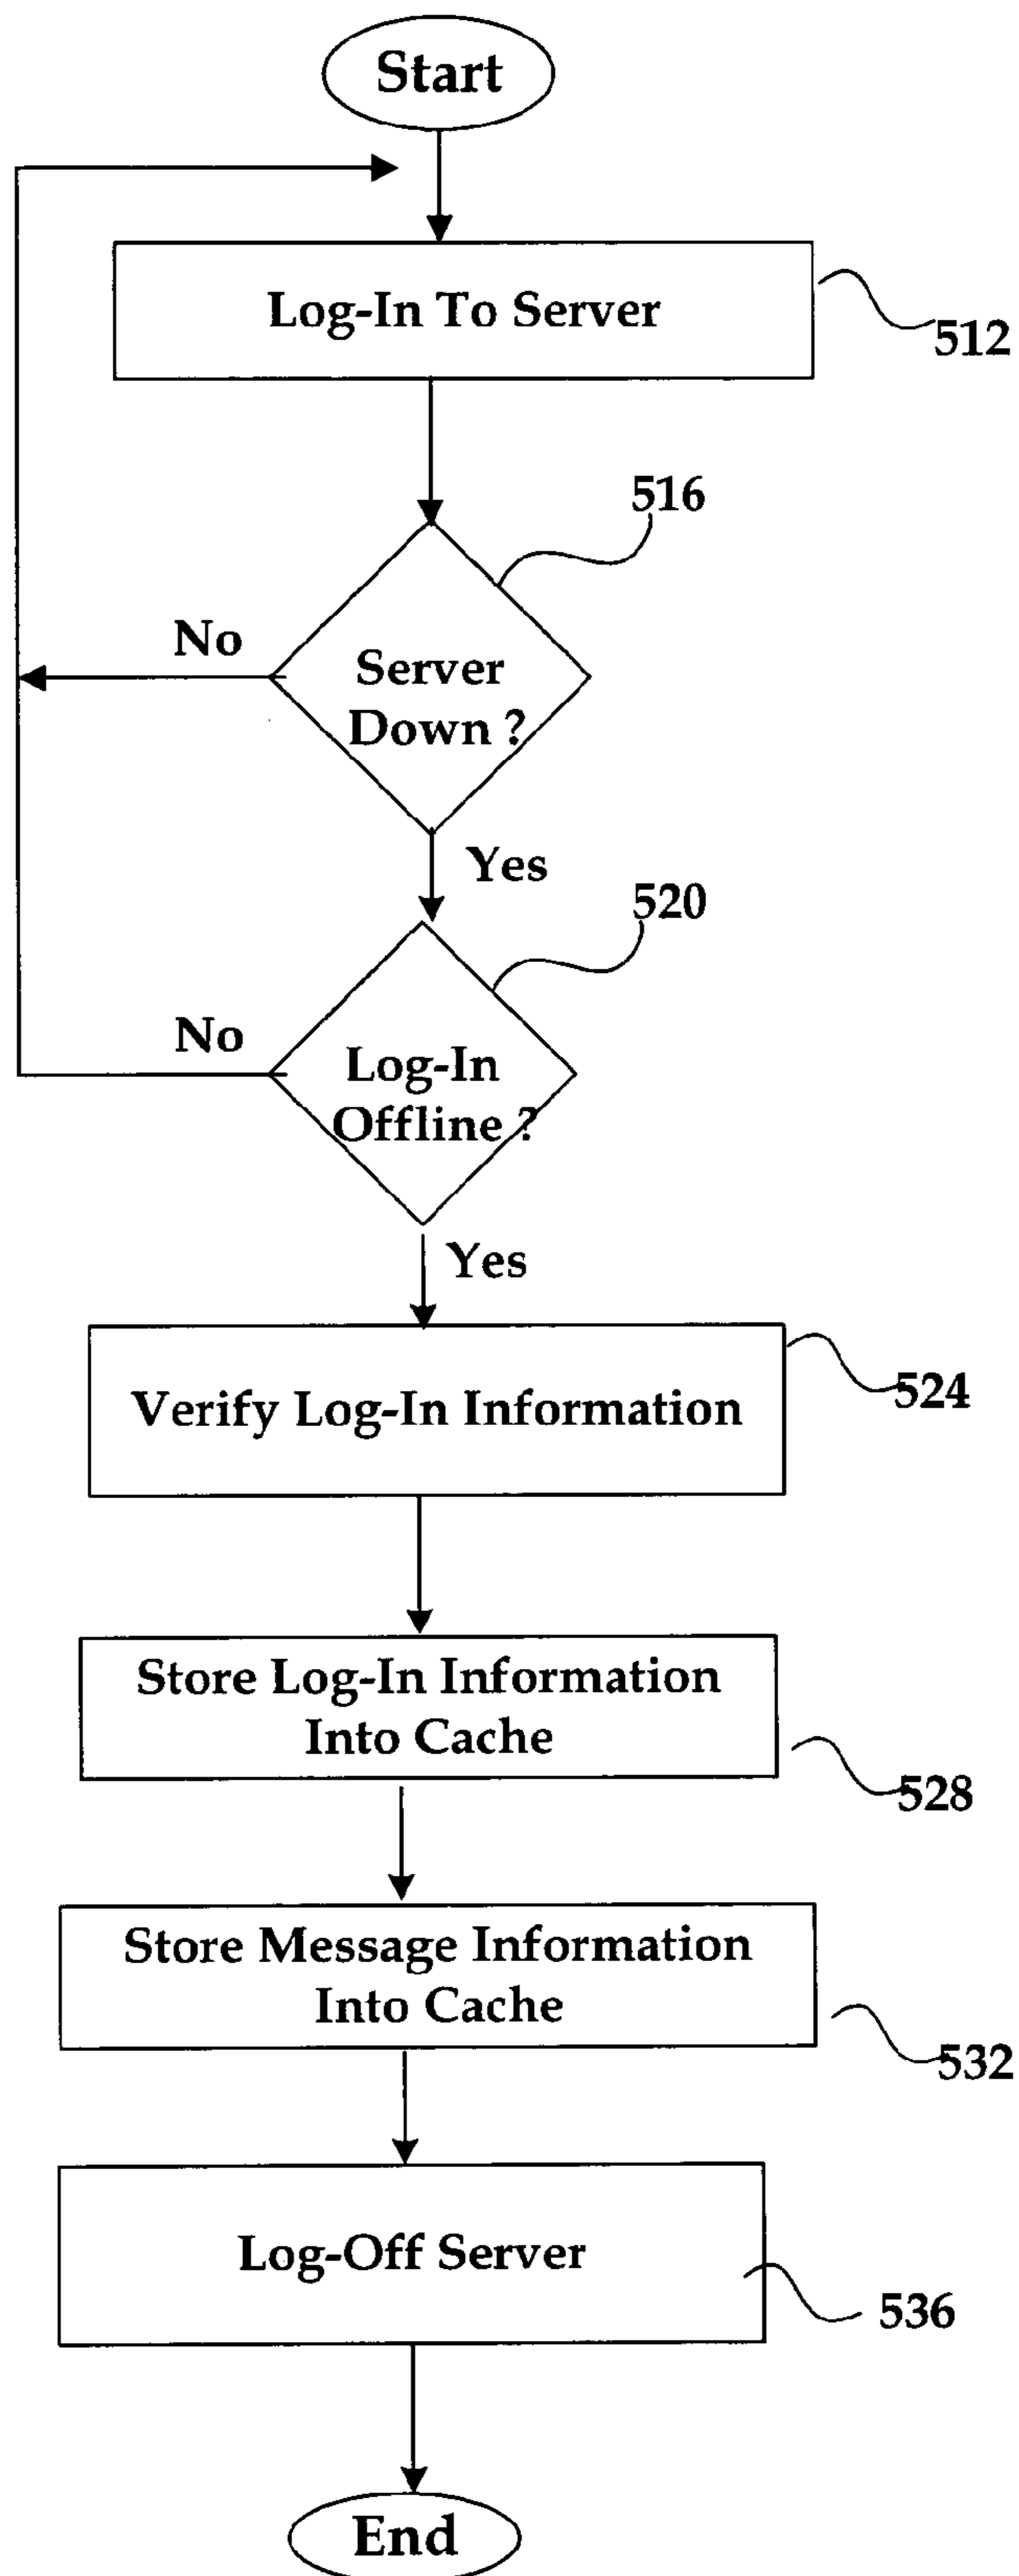 Start
Log-In To Server
512
516
No
Server
Down ?
Yes
520
No
Log-In
Offline ?
Yes
Verify Log-In Information
524
Store Log-In Information
Into Cache
528
Store Message Information
Into Cache
532
Log-Off Server
536
End